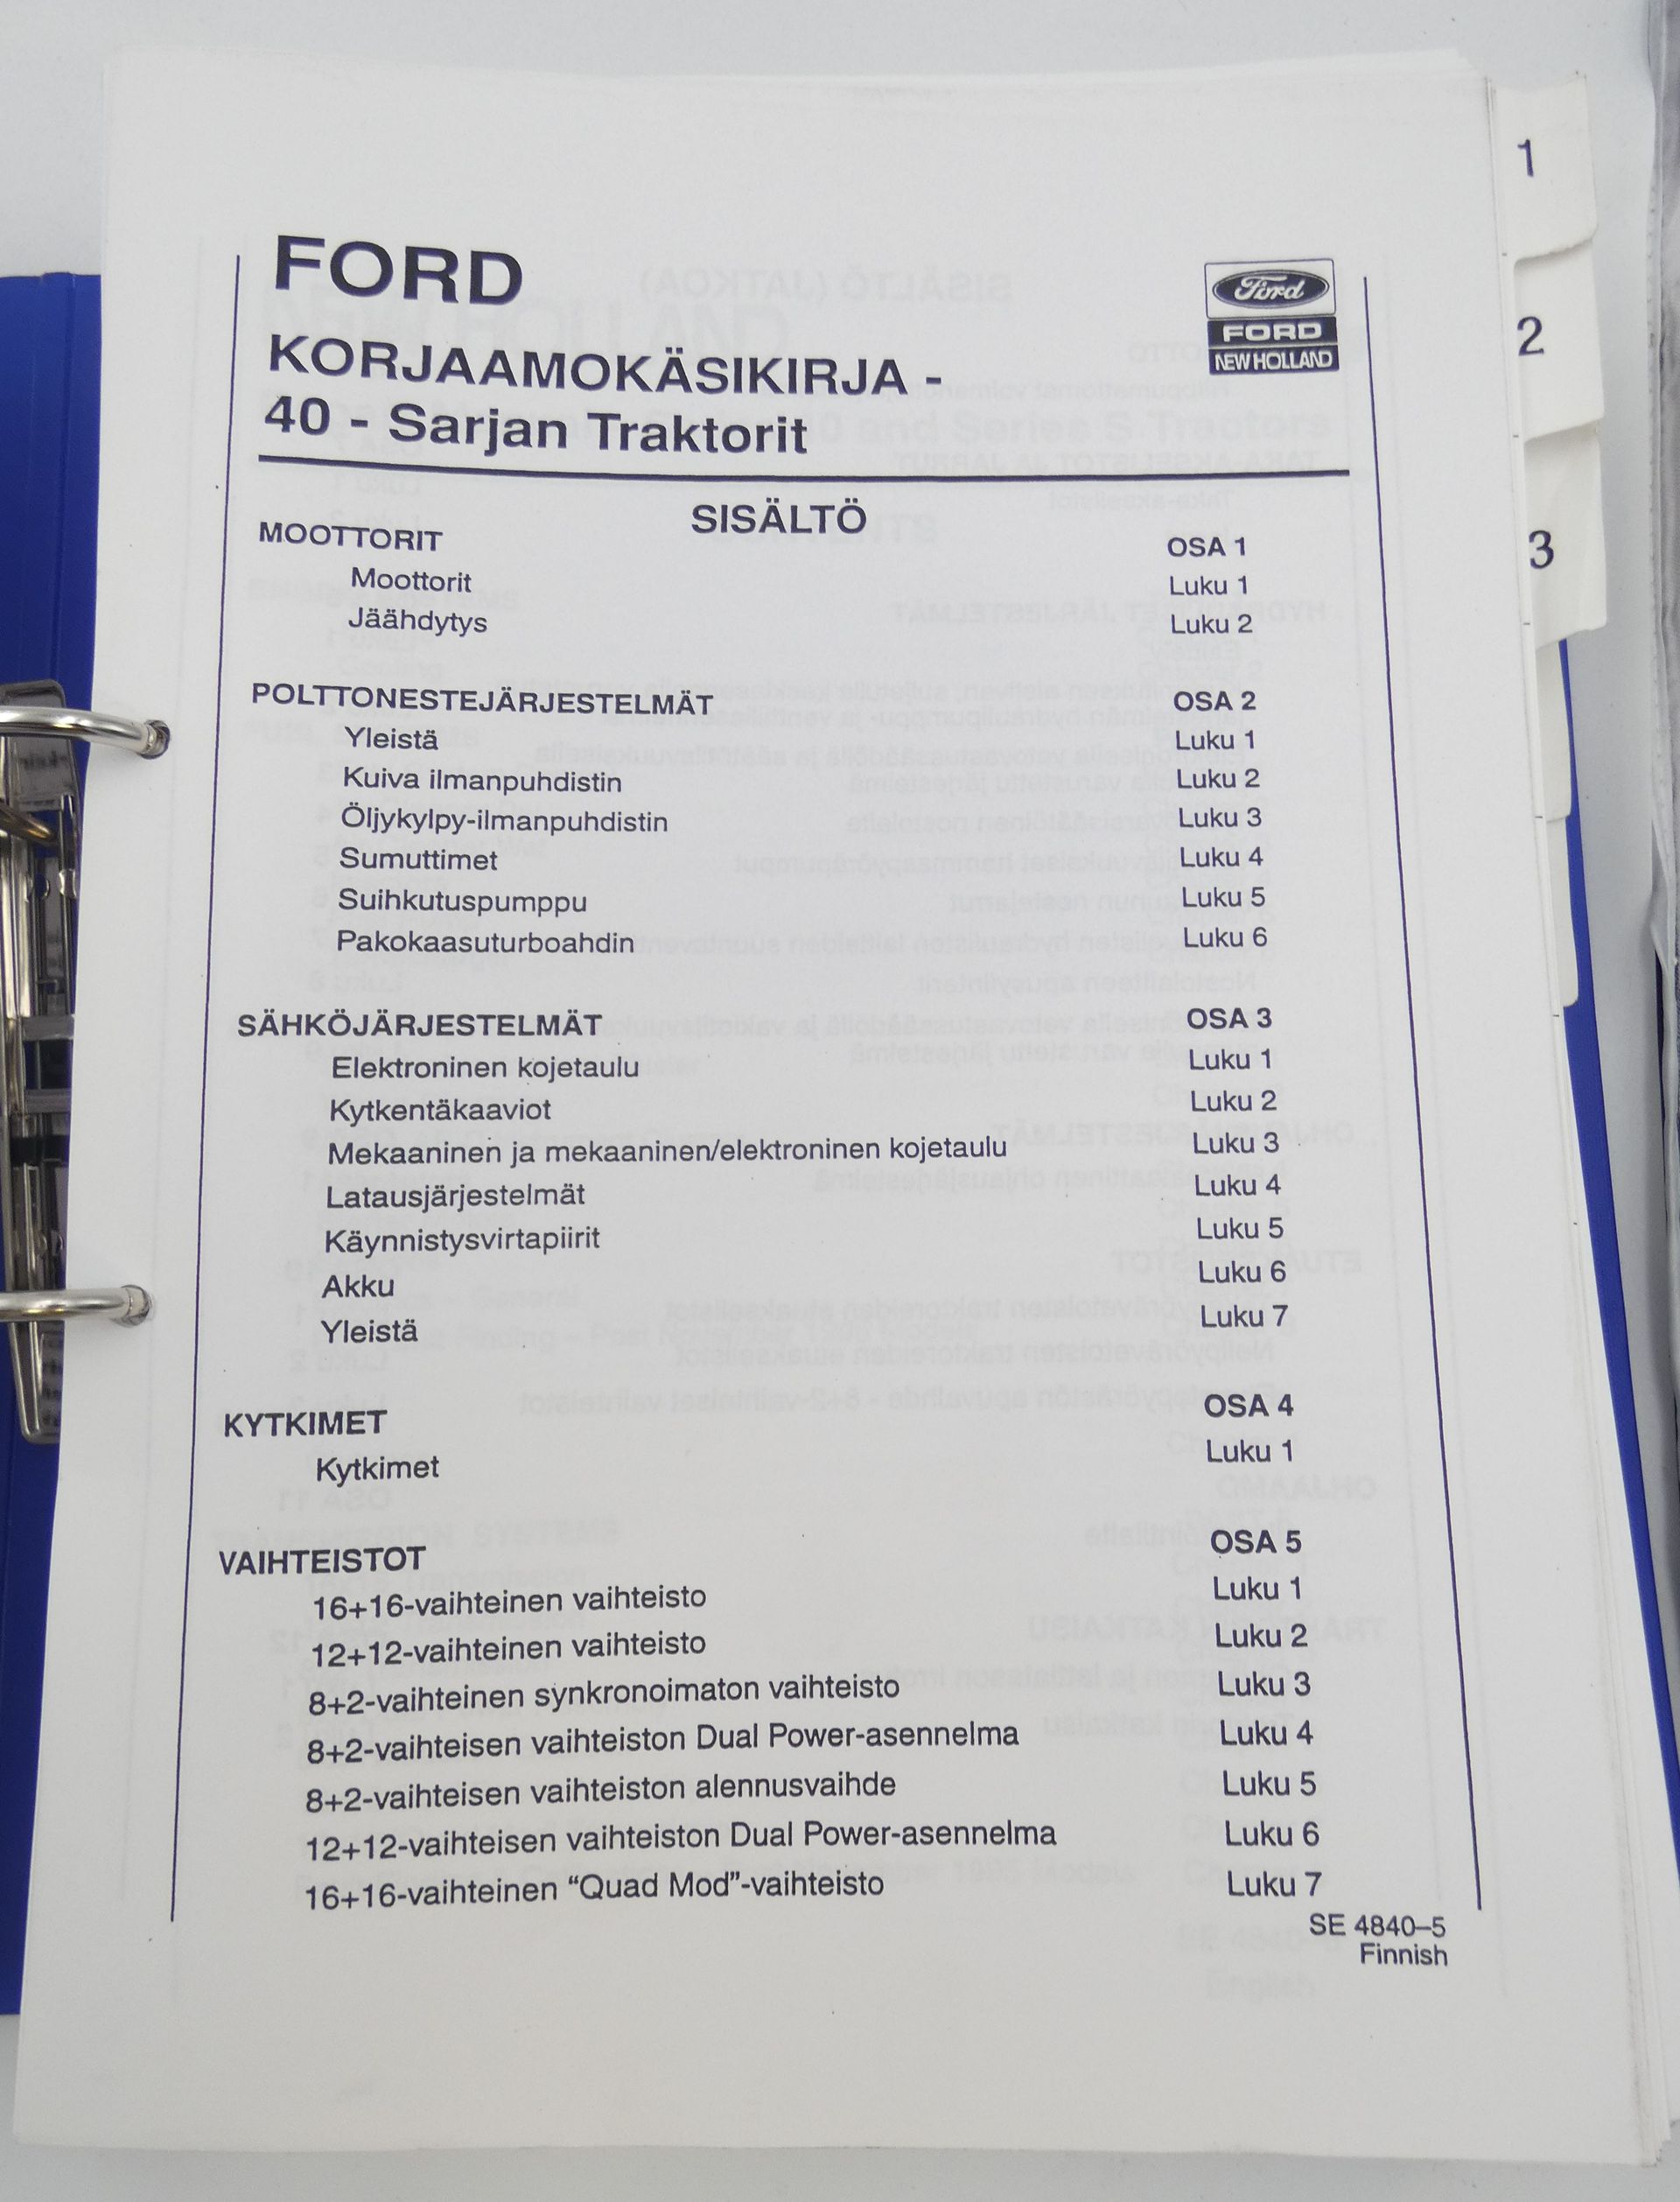 FORD
KORJAAMOKÄSIKIRJA -
40 - Sarjan Traktorit
Ford
FORD
NEW HOLLAND
SISÄLTÖ
MOOTTORIT OSA 1
Moottorit Luku 1
Jäähdytys Luku 2
POLTTONESTEJÄRJESTELMÄT OSA 2
Yleistä Luku 1
Kuiva ilmanpuhdistin Luku 2
Öljykylpy-ilmanpuhdistin Luku 3
Sumuttimet Luku 4
Suihkutuspumppu Luku 5
Pakokaasuturboahdin Luku 6
SÄHKÖJÄRJESTELMÄT OSA 3
Elektroninen kojetaulu Luku 1
Kytkentäkaaviot Luku 2
Mekaaninen ja mekaaninen/elektroninen kojetaulu Luku 3
Latausjärjestelmät Luku 4
Käynnistysvirtapiirit Luku 5
Akku Luku 6
Yleistä Luku 7
KYTKIMET OSA 4
Kytkimet Luku 1
VAIHTEISTOT OSA 5
16+16-vaihteinen vaihteisto Luku 1
12+12-vaihteinen vaihteisto Luku 2
8+2-vaihteinen synkronoimaton vaihteisto Luku 3
8+2-vaihteisen vaihteiston Dual Power-asennelma Luku 4
8+2-vaihteisen vaihteiston alennusvaihde Luku 5
12+12-vaihteisen vaihteiston Dual Power-asennelma Luku 6
16+16-vaihteinen “Quad Mod”-vaihteisto Luku 7
SE 4840–5
Finnish
1
2
3